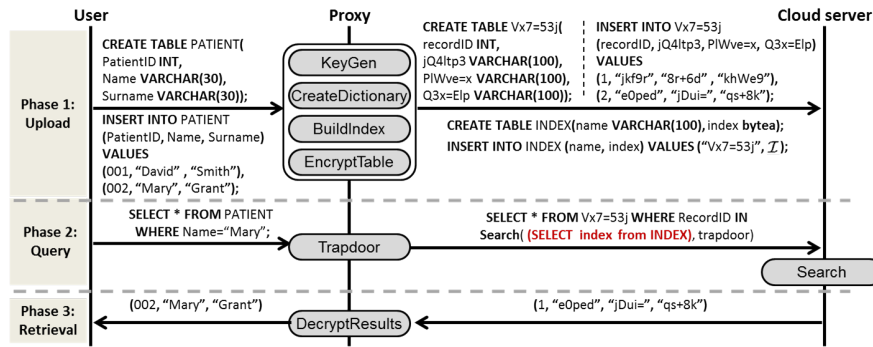 User
Proxy
Cloud server
Phase 1:
Upload
CREATE TABLE PATIENT(
PatientID INT,
Name VARCHAR(30),
Surname VARCHAR(30));
INSERT INTO PATIENT
(PatientID, Name, Surname)
VALUES
(001, “David” , “Smith”),
(002, “Mary”, “Grant”);
KeyGen
CreateDictionary
BuildIndex
EncryptTable
CREATE TABLE Vx7=53j(
recordID INT,
jQ4ltp3 VARCHAR(100),
PlWve=x VARCHAR(100),
Q3x=Elp VARCHAR(100));
INSERT INTO Vx7=53j
(recordID, jQ4ltp3, PlWve=x, Q3x=Elp)
VALUES
(1, “jkf9r”, “8r+6d” , “khWe9”),
(2, “e0ped”, “jDui=”, “qs+8k”);
CREATE TABLE INDEX(name VARCHAR(100), index bytea);
INSERT INTO INDEX (name, index) VALUES (“Vx7=53j”, I);
Phase 2:
Query
SELECT * FROM PATIENT
WHERE Name=“Mary”;
Trapdoor
SELECT * FROM Vx7=53j WHERE RecordID IN
Search( (SELECT index from INDEX), trapdoor)
Search
Phase 3:
Retrieval
(002, “Mary”, “Grant”)
DecryptResults
(1, “e0ped”, “jDui=”, “qs+8k”)